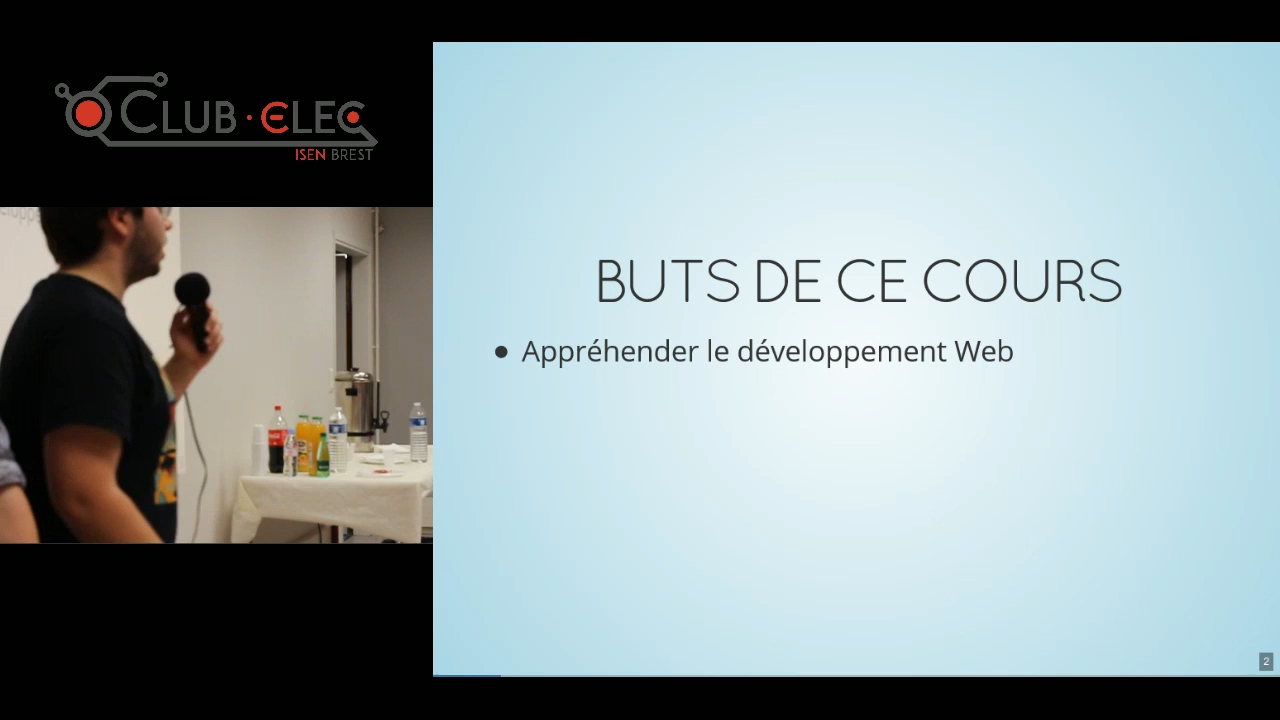 CLUB·ELEC
ISEN BREST
BUTS DE CE COURS
• Appréhender le développement Web
2